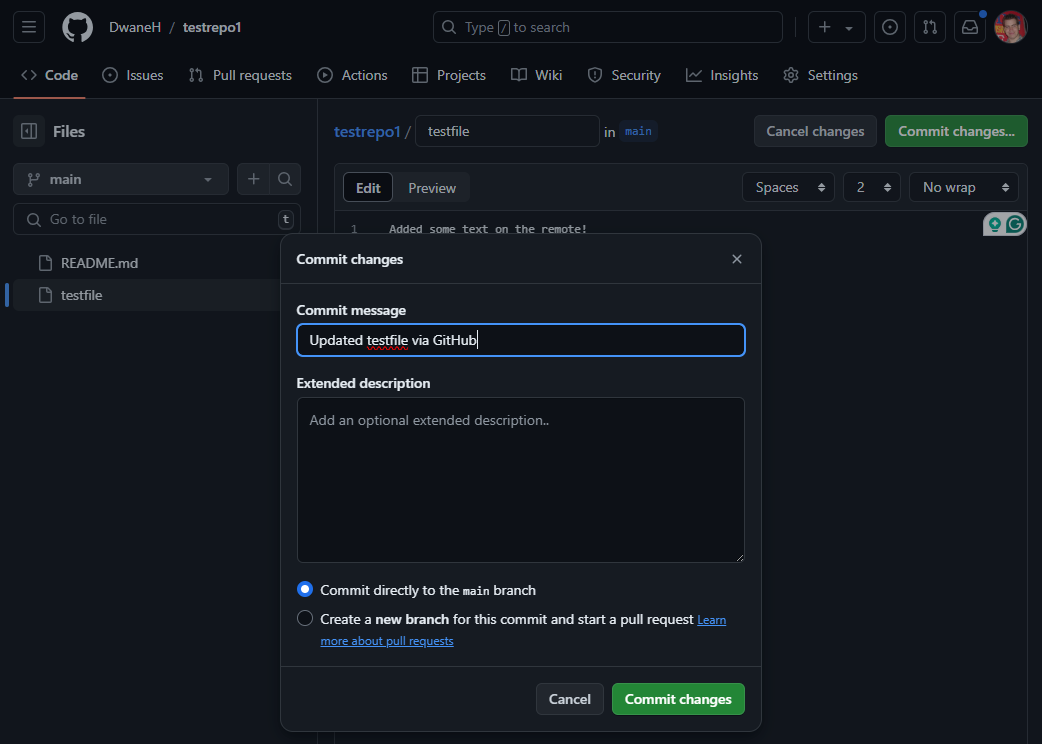 DwaneH / testrepo1
Type / to search
Code
Issues
Pull requests
Actions
Projects
Wiki
Security
Insights
Settings
Files
testrepo1 / testfile in main
Cancel changes
Commit changes...
main
Edit
Preview
Spaces
2
No wrap
Go to file
t
1 Added some text on the remote!
README.md
testfile
Commit changes
Commit message
Updated testfile via GitHub
Extended description
Add an optional extended description..
Commit directly to the main branch
Create a new branch for this commit and start a pull request Learn
more about pull requests
Cancel
Commit changes